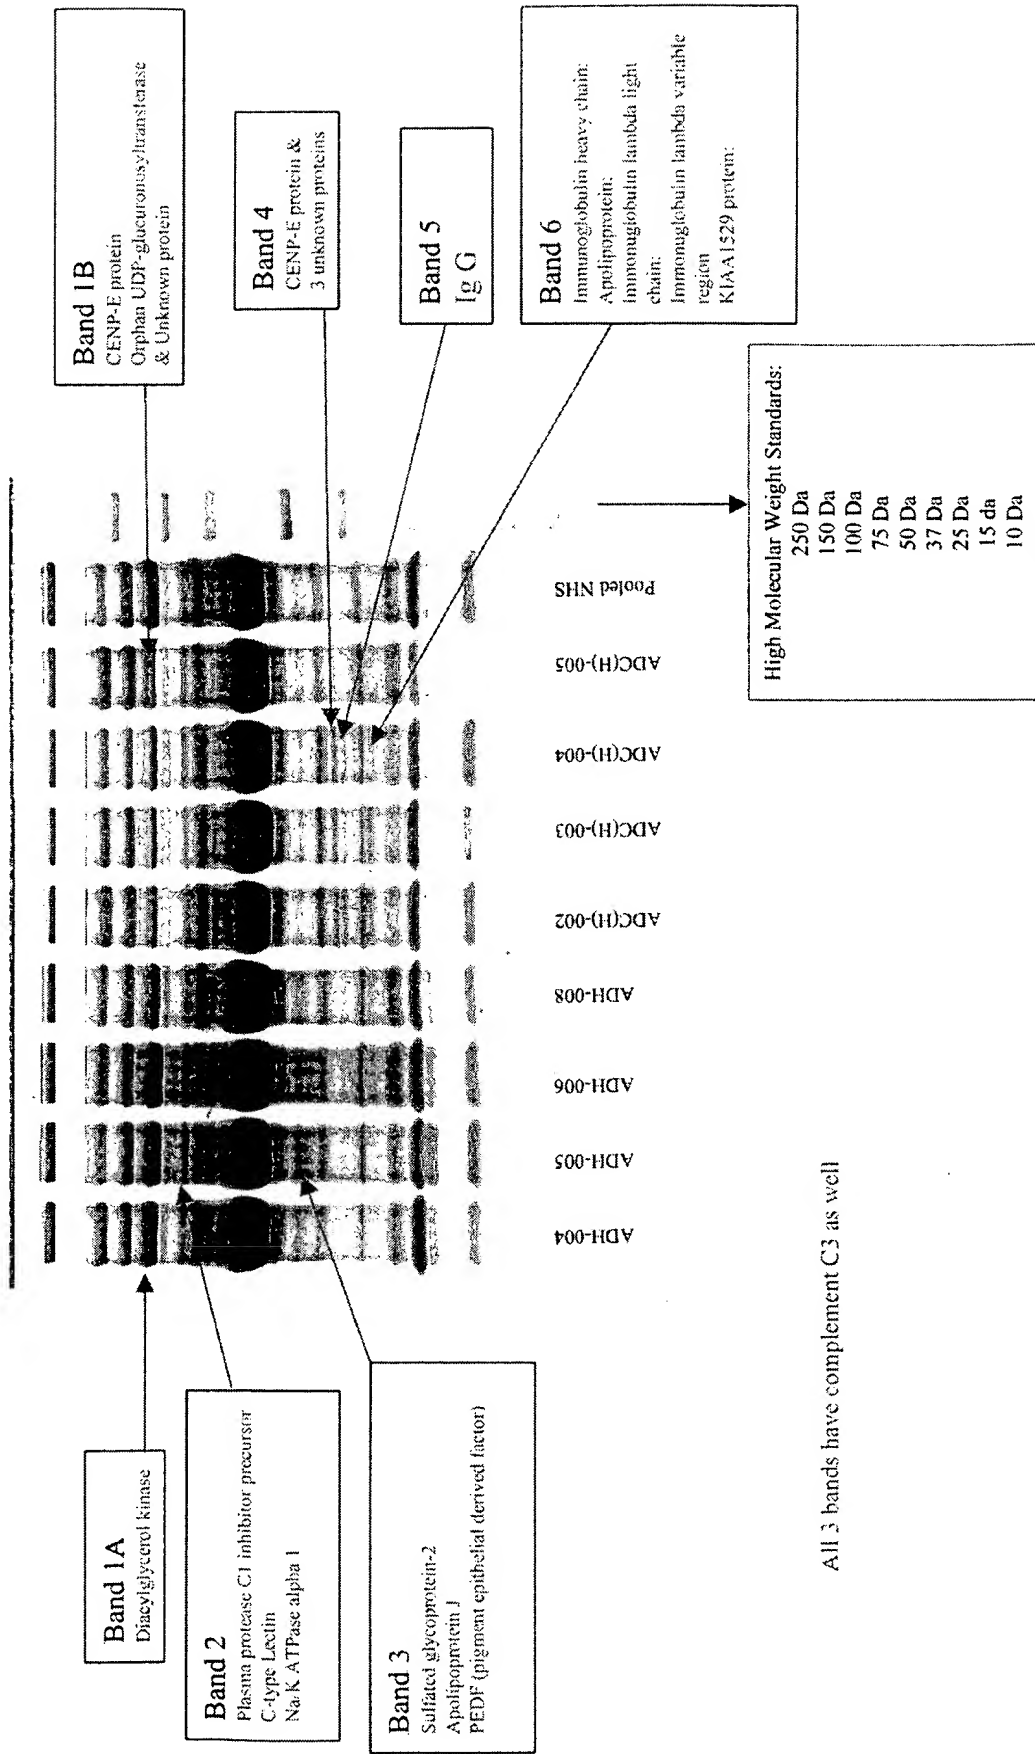 Band 1A
Diacylglycerol kinase
Band 2
Plasma protease C1 inhibitor precursor
C-type Lectin
Na/K ATPase alpha 1
Band 3
Sulfated glycoprotein-2
Apolipoprotein J
PEDF (pigment epithelial derived factor)
Band 1B
CENP-E protein
Orphan UDP-glucuronosyltransferase
& Unknown protein
Band 4
CENP-E protein &
3 unknown proteins
Band 5
Ig G
Band 6
Immunoglobulin heavy chain:
Apolipoprotein:
Immonuglobulin lambda light
chain:
Immonuglobulin lambda variable
region
KIAA1529 protein:
ADH-004
ADH-005
ADH-006
ADH-008
ADC(H)-002
ADC(H)-003
ADC(H)-004
ADC(H)-005
Pooled NHS
High Molecular Weight Standards:
250 Da
150 Da
100 Da
75 Da
50 Da
37 Da
25 Da
15 da
10 Da
All 3 bands have complement C3 as well